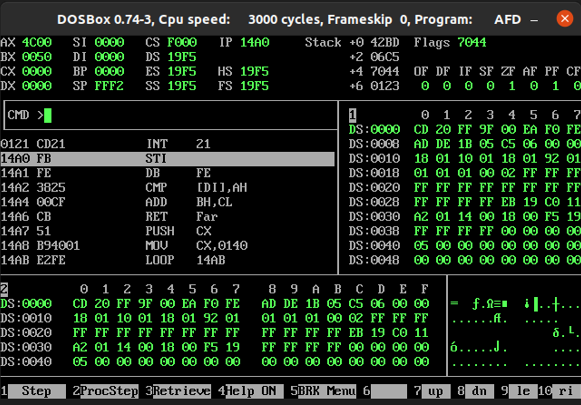 DOSBox 0.74-3, Cpu speed: 3000 cycles, Frameskip 0, Program: AFD
AX 4C00 SI 0000 CS F000 IP 14A0 Stack +0 42BD Flags 7044
BX 0050 DI 0000 DS 19F5 +2 06C5
CX 0000 BP 0000 ES 19F5 HS 19F5 +4 7044 OF DF IF SF ZF AF PF CF
DX 0000 SP FFF2 SS 19F5 FS 19F5 +6 0123 0 0 0 0 1 0 1 0
CMD >
1 0 1 2 3 4 5 6 7
DS:0000 CD 20 FF 9F 00 EA F0 FE
0121 CD21 INT 21 DS:0008 AD DE 1B 05 C5 06 00 00
14A0 FB STI DS:0010 18 01 10 01 18 01 92 01
14A1 FE DB FE DS:0018 01 01 01 00 02 FF FF FF
14A2 3825 CMP [DI],AH DS:0020 FF FF FF FF FF FF FF FF
14A4 00CF ADD BH,CL DS:0028 FF FF FF FF EB 19 C0 11
14A6 CB RET Far DS:0030 A2 01 14 00 18 00 F5 19
14A7 51 PUSH CX DS:0038 FF FF FF FF 00 00 00 00
14A8 B94001 MOV CX,0140 DS:0040 05 00 00 00 00 00 00 00
14AB E2FE LOOP 14AB DS:0048 00 00 00 00 00 00 00 00
2 0 1 2 3 4 5 6 7 8 9 A B C D E F
DS:0000 CD 20 FF 9F 00 EA F0 FE AD DE 1B 05 C5 06 00 00
DS:0010 18 01 10 01 18 01 92 01 01 01 01 00 02 FF FF FF
DS:0020 FF FF FF FF FF FF FF FF FF FF FF FF EB 19 C0 11
DS:0030 A2 01 14 00 18 00 F5 19 FF FF FF FF 00 00 00 00
DS:0040 05 00 00 00 00 00 00 00 00 00 00 00 00 00 00 00
1 Step 2ProcStep 3Retrieve 4Help ON 5BRK Menu 6 7 up 8 dn 9 le 10 ri